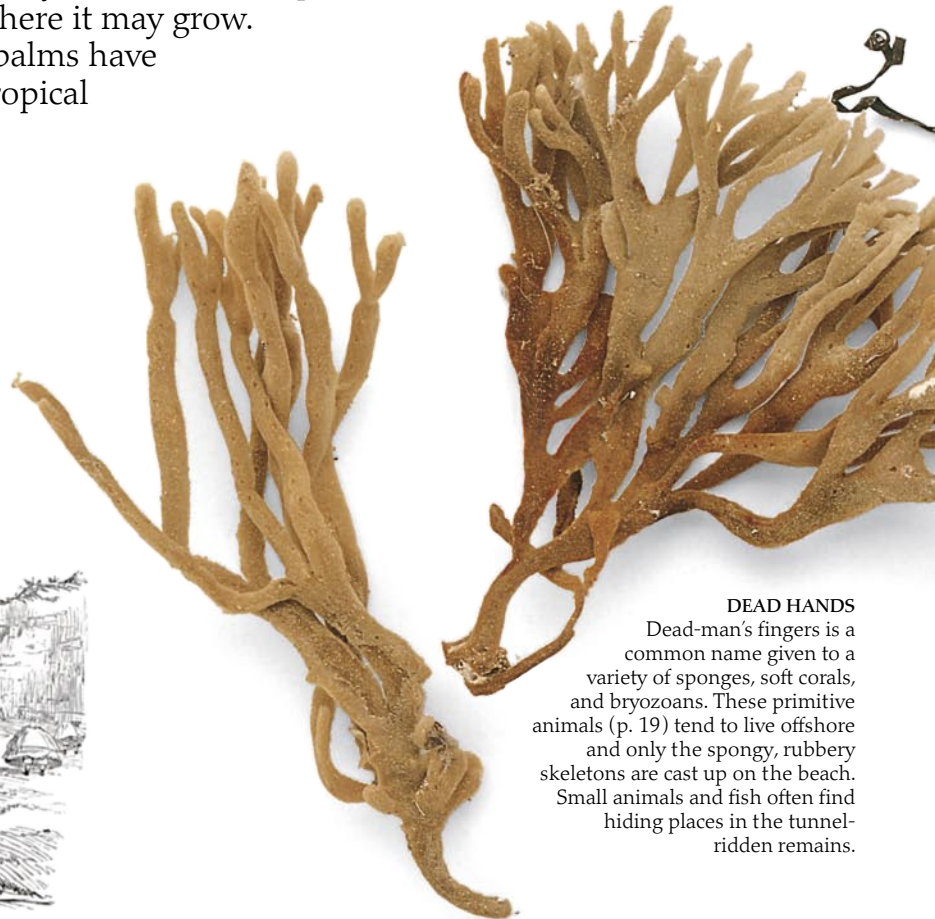 here it may grow.
palms have
ropical
DEAD HANDS
Dead-man's fingers is a
common name given to a
variety of sponges, soft corals,
and bryozoans. These primitive
animals (p. 19) tend to live offshore
and only the spongy, rubbery
skeletons are cast up on the beach.
Small animals and fish often find
hiding places in the tunnel-
ridden remains.